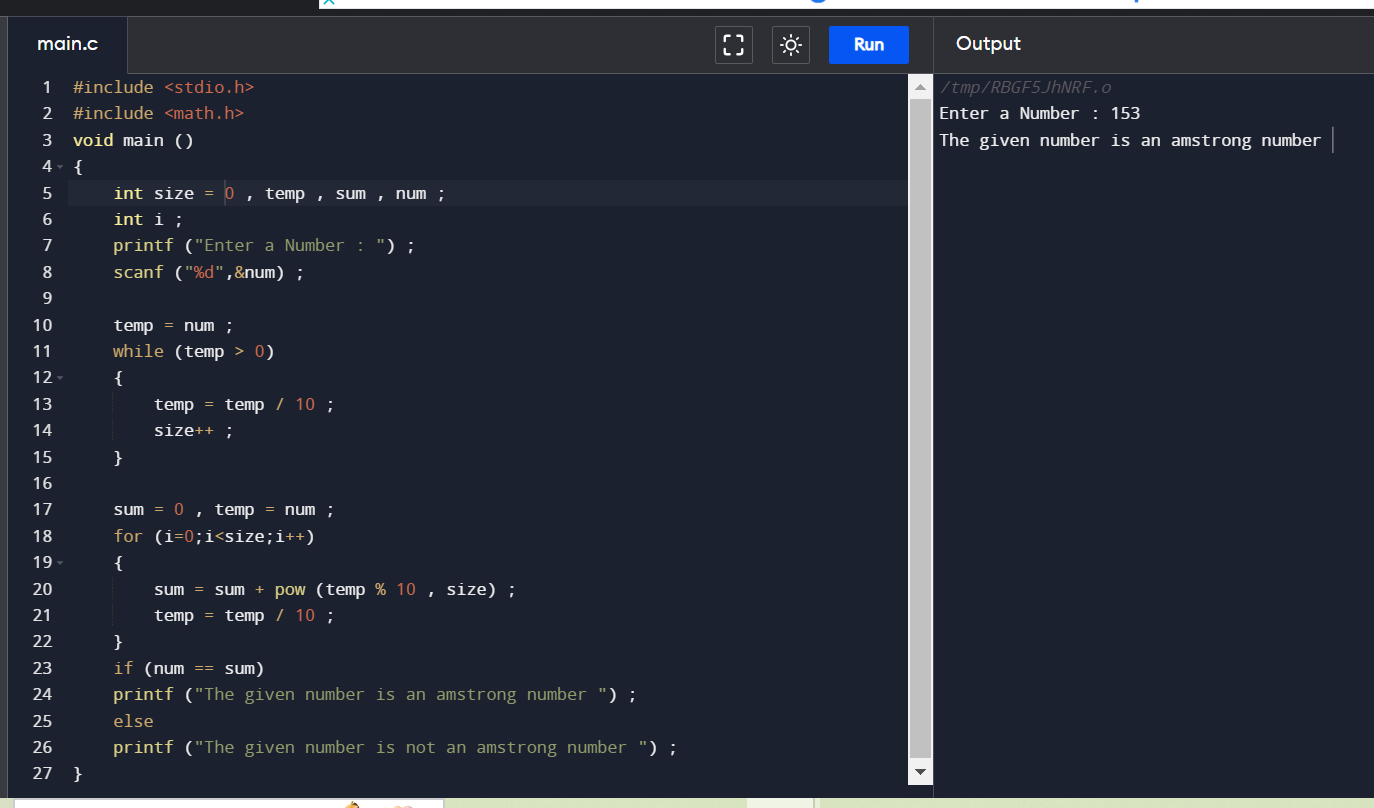 main.c
Run
Output
1 #include <stdio.h>
2 #include <math.h>
3 void main ()
4 {
5 int size = 0 , temp , sum , num ;
6 int i ;
7 printf ("Enter a Number : ") ;
8 scanf ("%d",&num) ;
9
10 temp = num ;
11 while (temp > 0)
12 {
13 temp = temp / 10 ;
14 size++ ;
15 }
16
17 sum = 0 , temp = num ;
18 for (i=0;i<size;i++)
19 {
20 sum = sum + pow (temp % 10 , size) ;
21 temp = temp / 10 ;
22 }
23 if (num == sum)
24 printf ("The given number is an amstrong number ") ;
25 else
26 printf ("The given number is not an amstrong number ") ;
27 }
/tmp/RBGF5JhNRF.o
Enter a Number : 153
The given number is an amstrong number